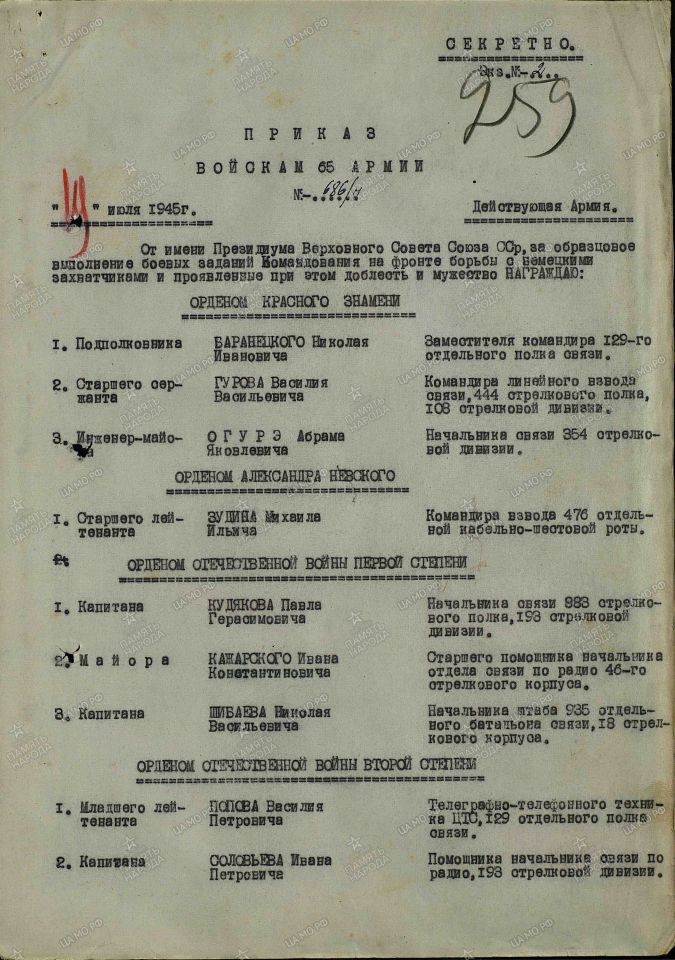 СЕКРЕТНО.
Экз.№-2..
259
ПРИКАЗ
ВОЙСКАМ 65 АРМИИ
№-.686/н
"19" июля 1945г. Действующая Армия.
От имени Президиума Верховного Совета Союза ССр, за образцовое
выполнение боевых заданий Командования на фронте борьбы с немецкими
захватчиками и проявленные при этом доблесть и мужество НАГРАЖДАЮ:
ОРДЕНОМ КРАСНОГО ЗНАМЕНИ
1. Подполковника БАРАНЕЦКОГО Николая Заместителя командира 129-го
Ивановича отдельного полка связи.
2. Старшего сер- ГУРОВА Василия Командира линейного взвода
жанта Васильевича связи,444 стрелкового полка,
108 стрелковой дивизии.
3. Инженер-майо- ОГУРЭ Абрама Начальника связи 354 стрелко-
Яковлевича вой дивизии.
ОРДЕНОМ АЛЕКСАНДРА НЕВСКОГО
1. Старшего лей- ЗУДИНА Михаила Командира взвода 476 отдель-
тенанта Ильича ной кабельно-шестовой роты.
2.
ОРДЕНОМ ОТЕЧЕСТВЕННОЙ ВОЙНЫ ПЕРВОЙ СТЕПЕНИ
1. Капитана КУДЯКОВА Павла Начальника связи 883 стрелко-
Герасимовича вого полка,193 стрелковой
дивизии.
2. Майора КАЖАРСКОГО Ивана Старшего помощника начальника
Константиновича отдела связи по радио 46-го
стрелкового корпуса.
3. Капитана ШИБАЕВА Николая Начальника штаба 935 отдель-
Васильевича ного батальона связи,18 стрел-
кового корпуса.
ОРДЕНОМ ОТЕЧЕСТВЕННОЙ ВОЙНЫ ВТОРОЙ СТЕПЕНИ
1. Младшего лей- ПОПОВА Василия Телеграфно-телефонного техни-
тенанта Петровича ка ЦТС,129 отдельного полка
связи.
2. Капитана СОЛОВЬЕВА Ивана Помощника начальника связи по
Петровича радио,193 стрелковой дивизии.